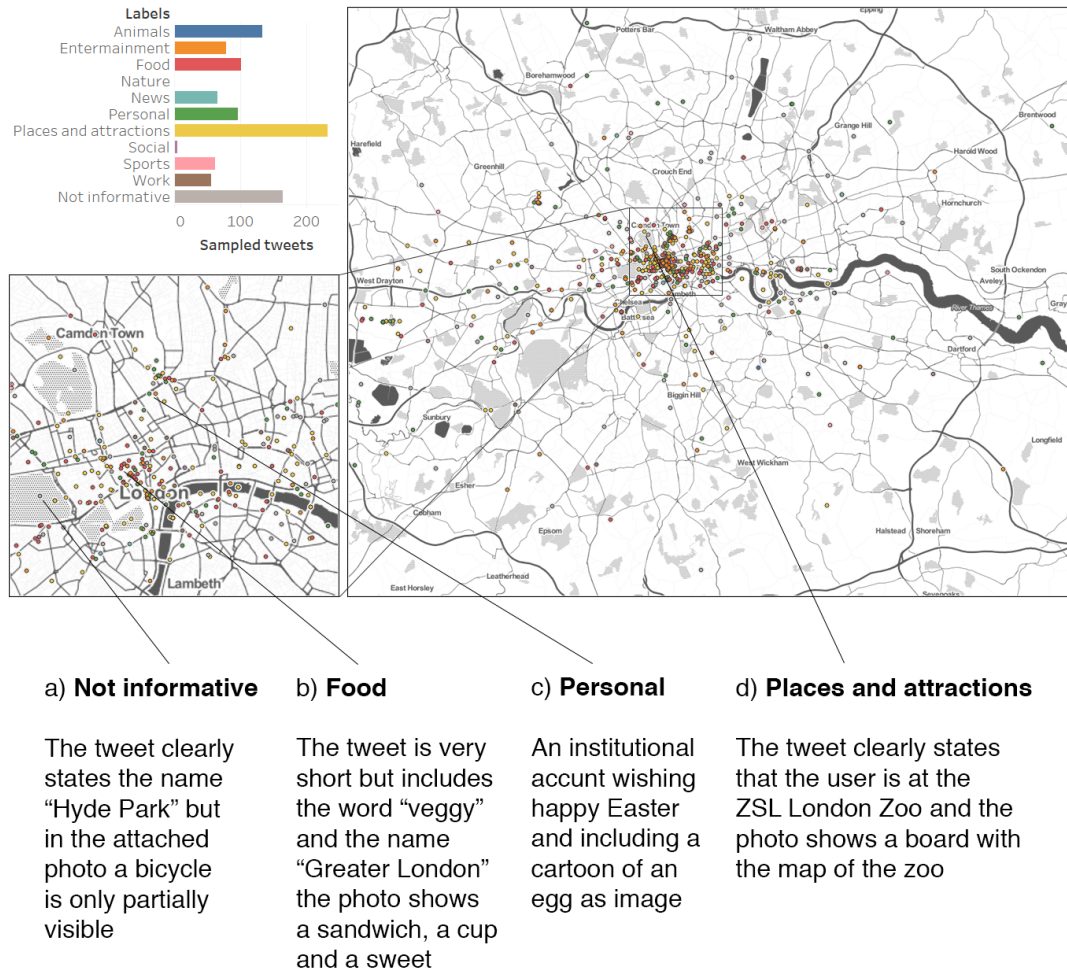 Labels
Animals
Entermainment
Food
Nature
News
Personal
Places and attractions
Social
Sports
Work
Not informative
0 100 200
Sampled tweets
Potters Bar
Waltham Abbey
Epping
Borehamwood
Brentwood
Harefield
Grange Hill
Harold Wood
Greenhill
Crouch End
Hornchurch
Camden Town
West Drayton
South Ockendon
Aveley
Chelsea
Lambeth
Battersea
River Thames
Gray
Dartford
Biggin Hill
Sunbury
Longfield
West Wickham
Esher
Cobham
Epsom
Halstead
Shoreham
Leatherhead
East Horsley
Sevenoaks
Camden Town
London
Lambeth
a) Not informative
The tweet clearly
states the name
“Hyde Park” but
in the attached
photo a bicycle
is only partially
visible
b) Food
The tweet is very
short but includes
the word “veggy”
and the name
“Greater London”
the photo shows
a sandwich, a cup
and a sweet
c) Personal
An institutional
accunt wishing
happy Easter
and including a
cartoon of an
egg as image
d) Places and attractions
The tweet clearly states
that the user is at the
ZSL London Zoo and the
photo shows a board with
the map of the zoo